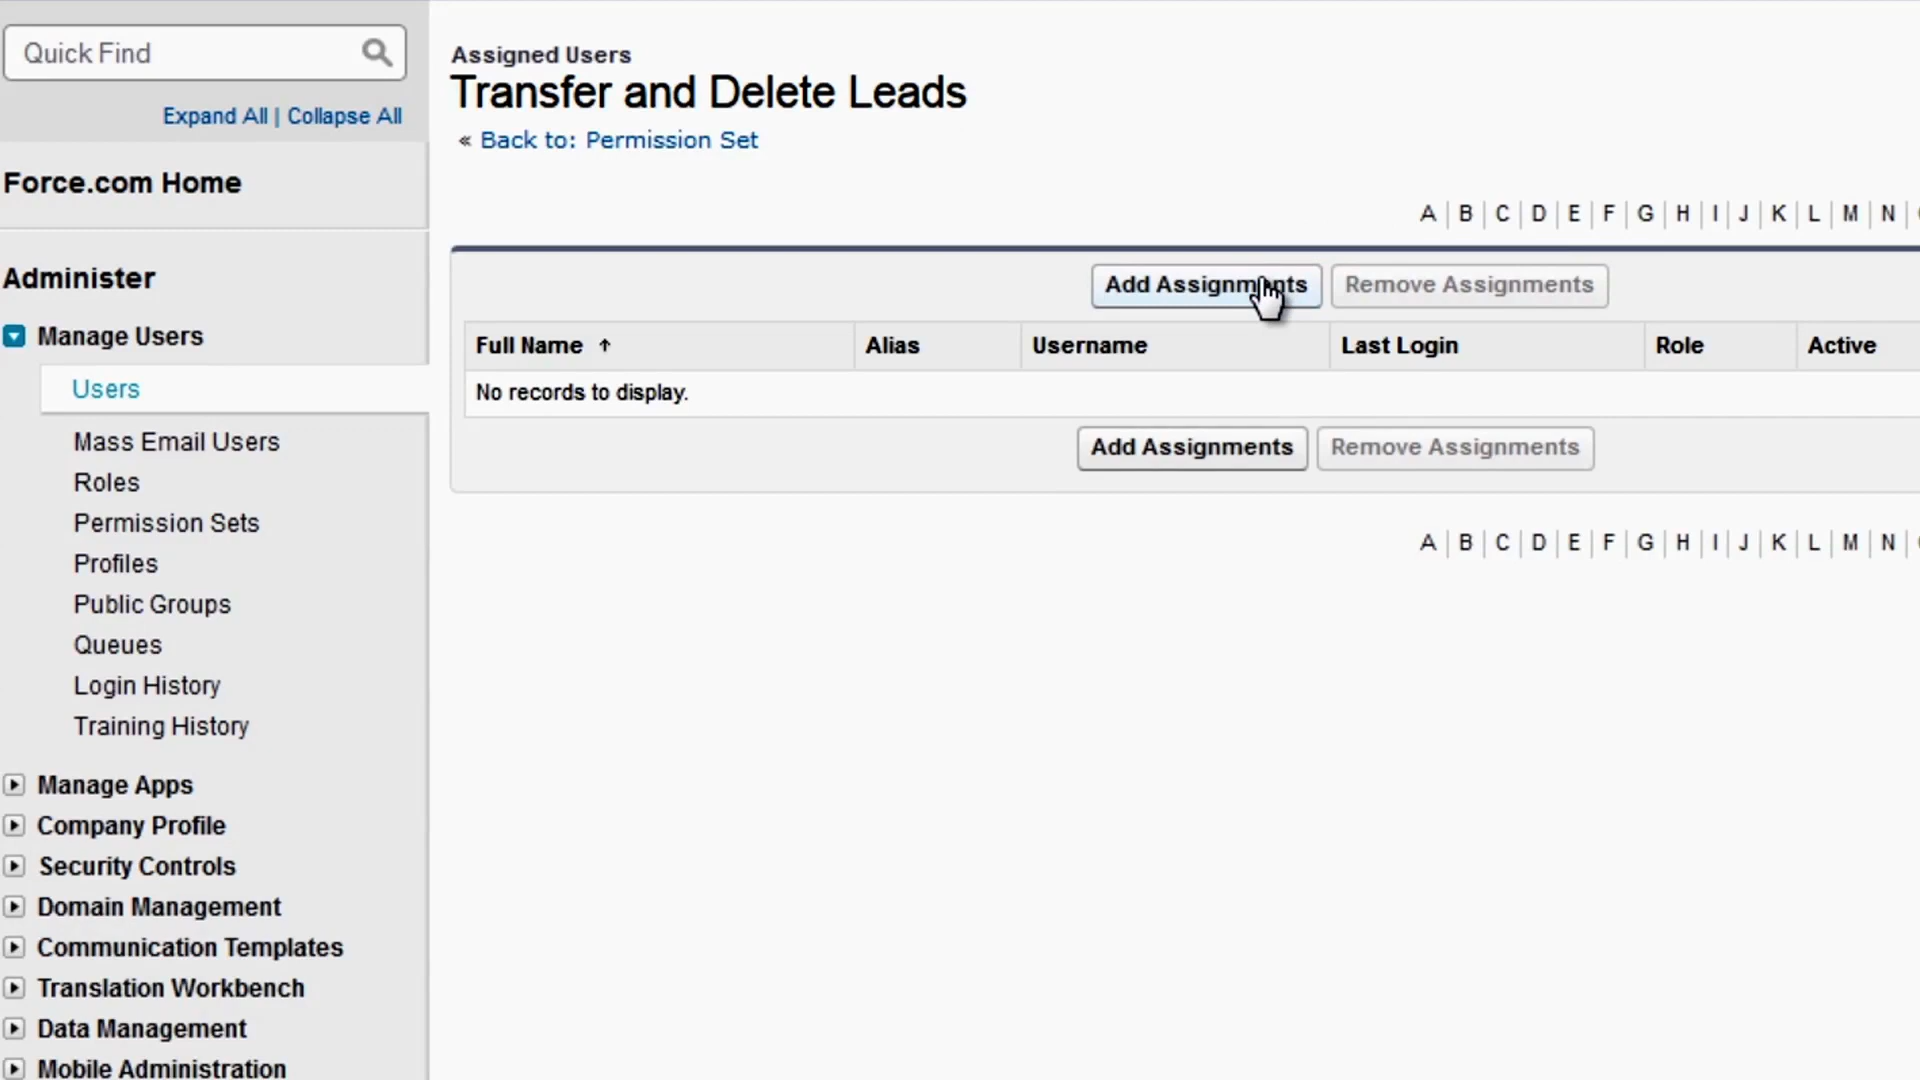 Quick Find
Expand All | Collapse All
Force.com Home
Administer
Manage Users
Users
Mass Email Users
Roles
Permission Sets
Profiles
Public Groups
Queues
Login History
Training History
Manage Apps
Company Profile
Security Controls
Domain Management
Communication Templates
Translation Workbench
Data Management
Mobile Administration
Assigned Users
Transfer and Delete Leads
« Back to: Permission Set
A | B | C | D | E | F | G | H | I | J | K | L | M | N |
Add Assignments Remove Assignments
Full Name ↑ Alias Username Last Login Role Active
No records to display.
Add Assignments Remove Assignments
A | B | C | D | E | F | G | H | I | J | K | L | M | N |